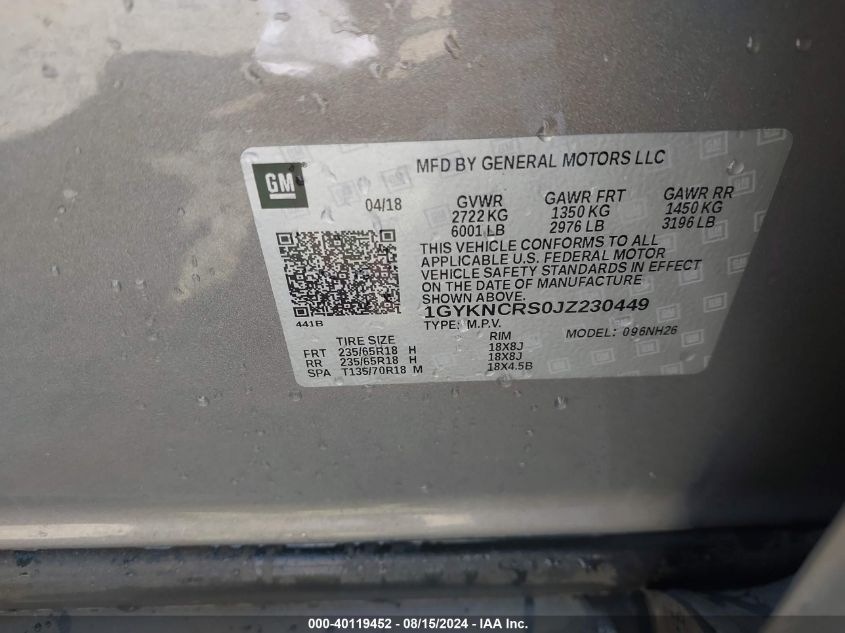 MFD BY GENERAL MOTORS LLC
GM
04/18
GVWR GAWR FRT GAWR RR
2722 KG 1350 KG 1450 KG
6001 LB 2976 LB 3196 LB
THIS VEHICLE CONFORMS TO ALL
APPLICABLE U.S. FEDERAL MOTOR
VEHICLE SAFETY STANDARDS IN EFFECT
ON THE DATE OF MANUFACTURE
SHOWN ABOVE.
1GYKNCRS0JZ230449
441B
TYPE: M.P.V. MODEL: 096NH26
TIRE SIZE RIM
FRT 235/65R18 H 18X8J
RR 235/65R18 H 18X8J
SPA T135/70R18 M 18X4.5B
000-40119452 - 08/15/2024 - IAA Inc.